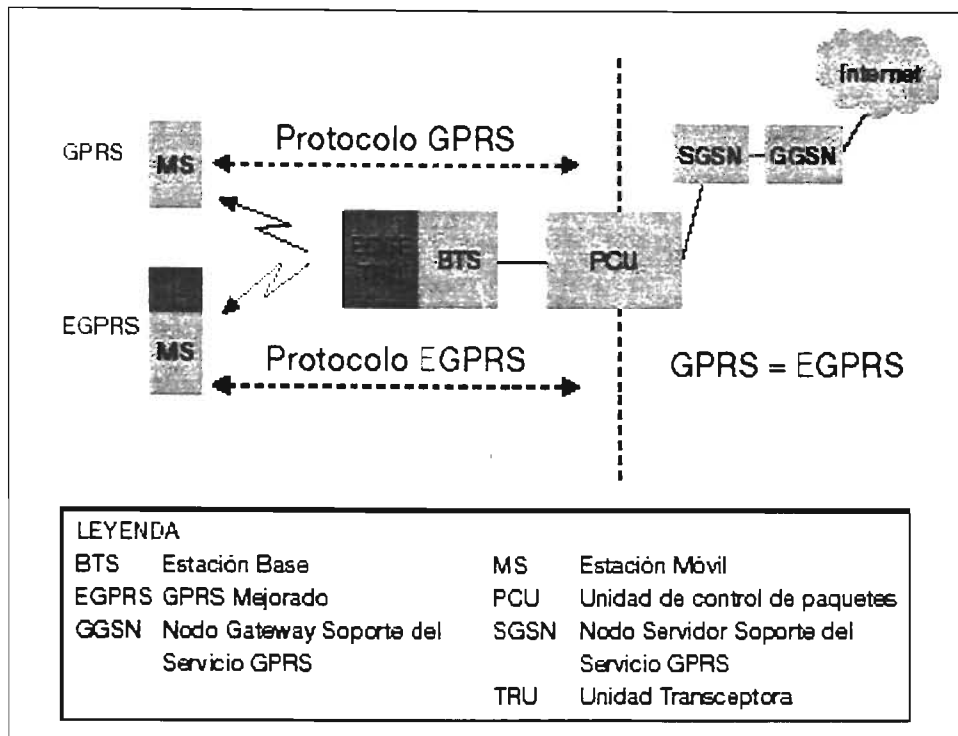 Internet
Protocolo GPRS
GPRS
MS
SGSN
GGSN
BTS
PCU
EGPRS
MS
Protocolo EGPRS
GPRS = EGPRS
LEYENDA
BTS Estación Base
EGPRS GPRS Mejorado
GGSN Nodo Gateway Soporte del
Servicio GPRS
MS Estación Móvil
PCU Unidad de control de paquetes
SGSN Nodo Servidor Soporte del
Servicio GPRS
TRU Unidad Transceptora